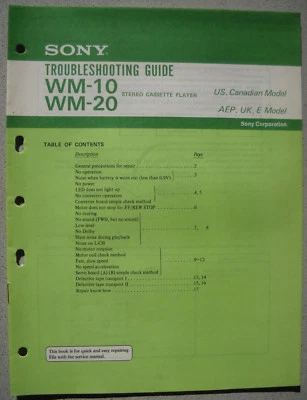 SONY
TROUBLESHOOTING GUIDE
WM-10
WM-20
STEREO CASSETTE PLAYER
US, Canadian Model
AEP, UK, E Model
Sony Corporation
TABLE OF CONTENTS
Description Page
General precautions for repair 2
No operation
Noise when battery is worn out (less than 0.9V) 3
No power
LED does not light up 4, 5
No converter operation
Converter board simple check method
Motor does not stop for FF/REW STOP 6
No muting
No sound (FWD, but no sound)
Low level 7, 8
No Dolby
Mute noise during playback
Noise on L-CH
No motor rotation
Motor coil check method
Fast, slow speed 9-12
No speed acceleration
Servo board (A) (B) simple check method
Defective tape transport I 13, 14
Defective tape transport II 15, 16
Repair know-how 17
This book is for quick and easy repairing.
File with the service manual.